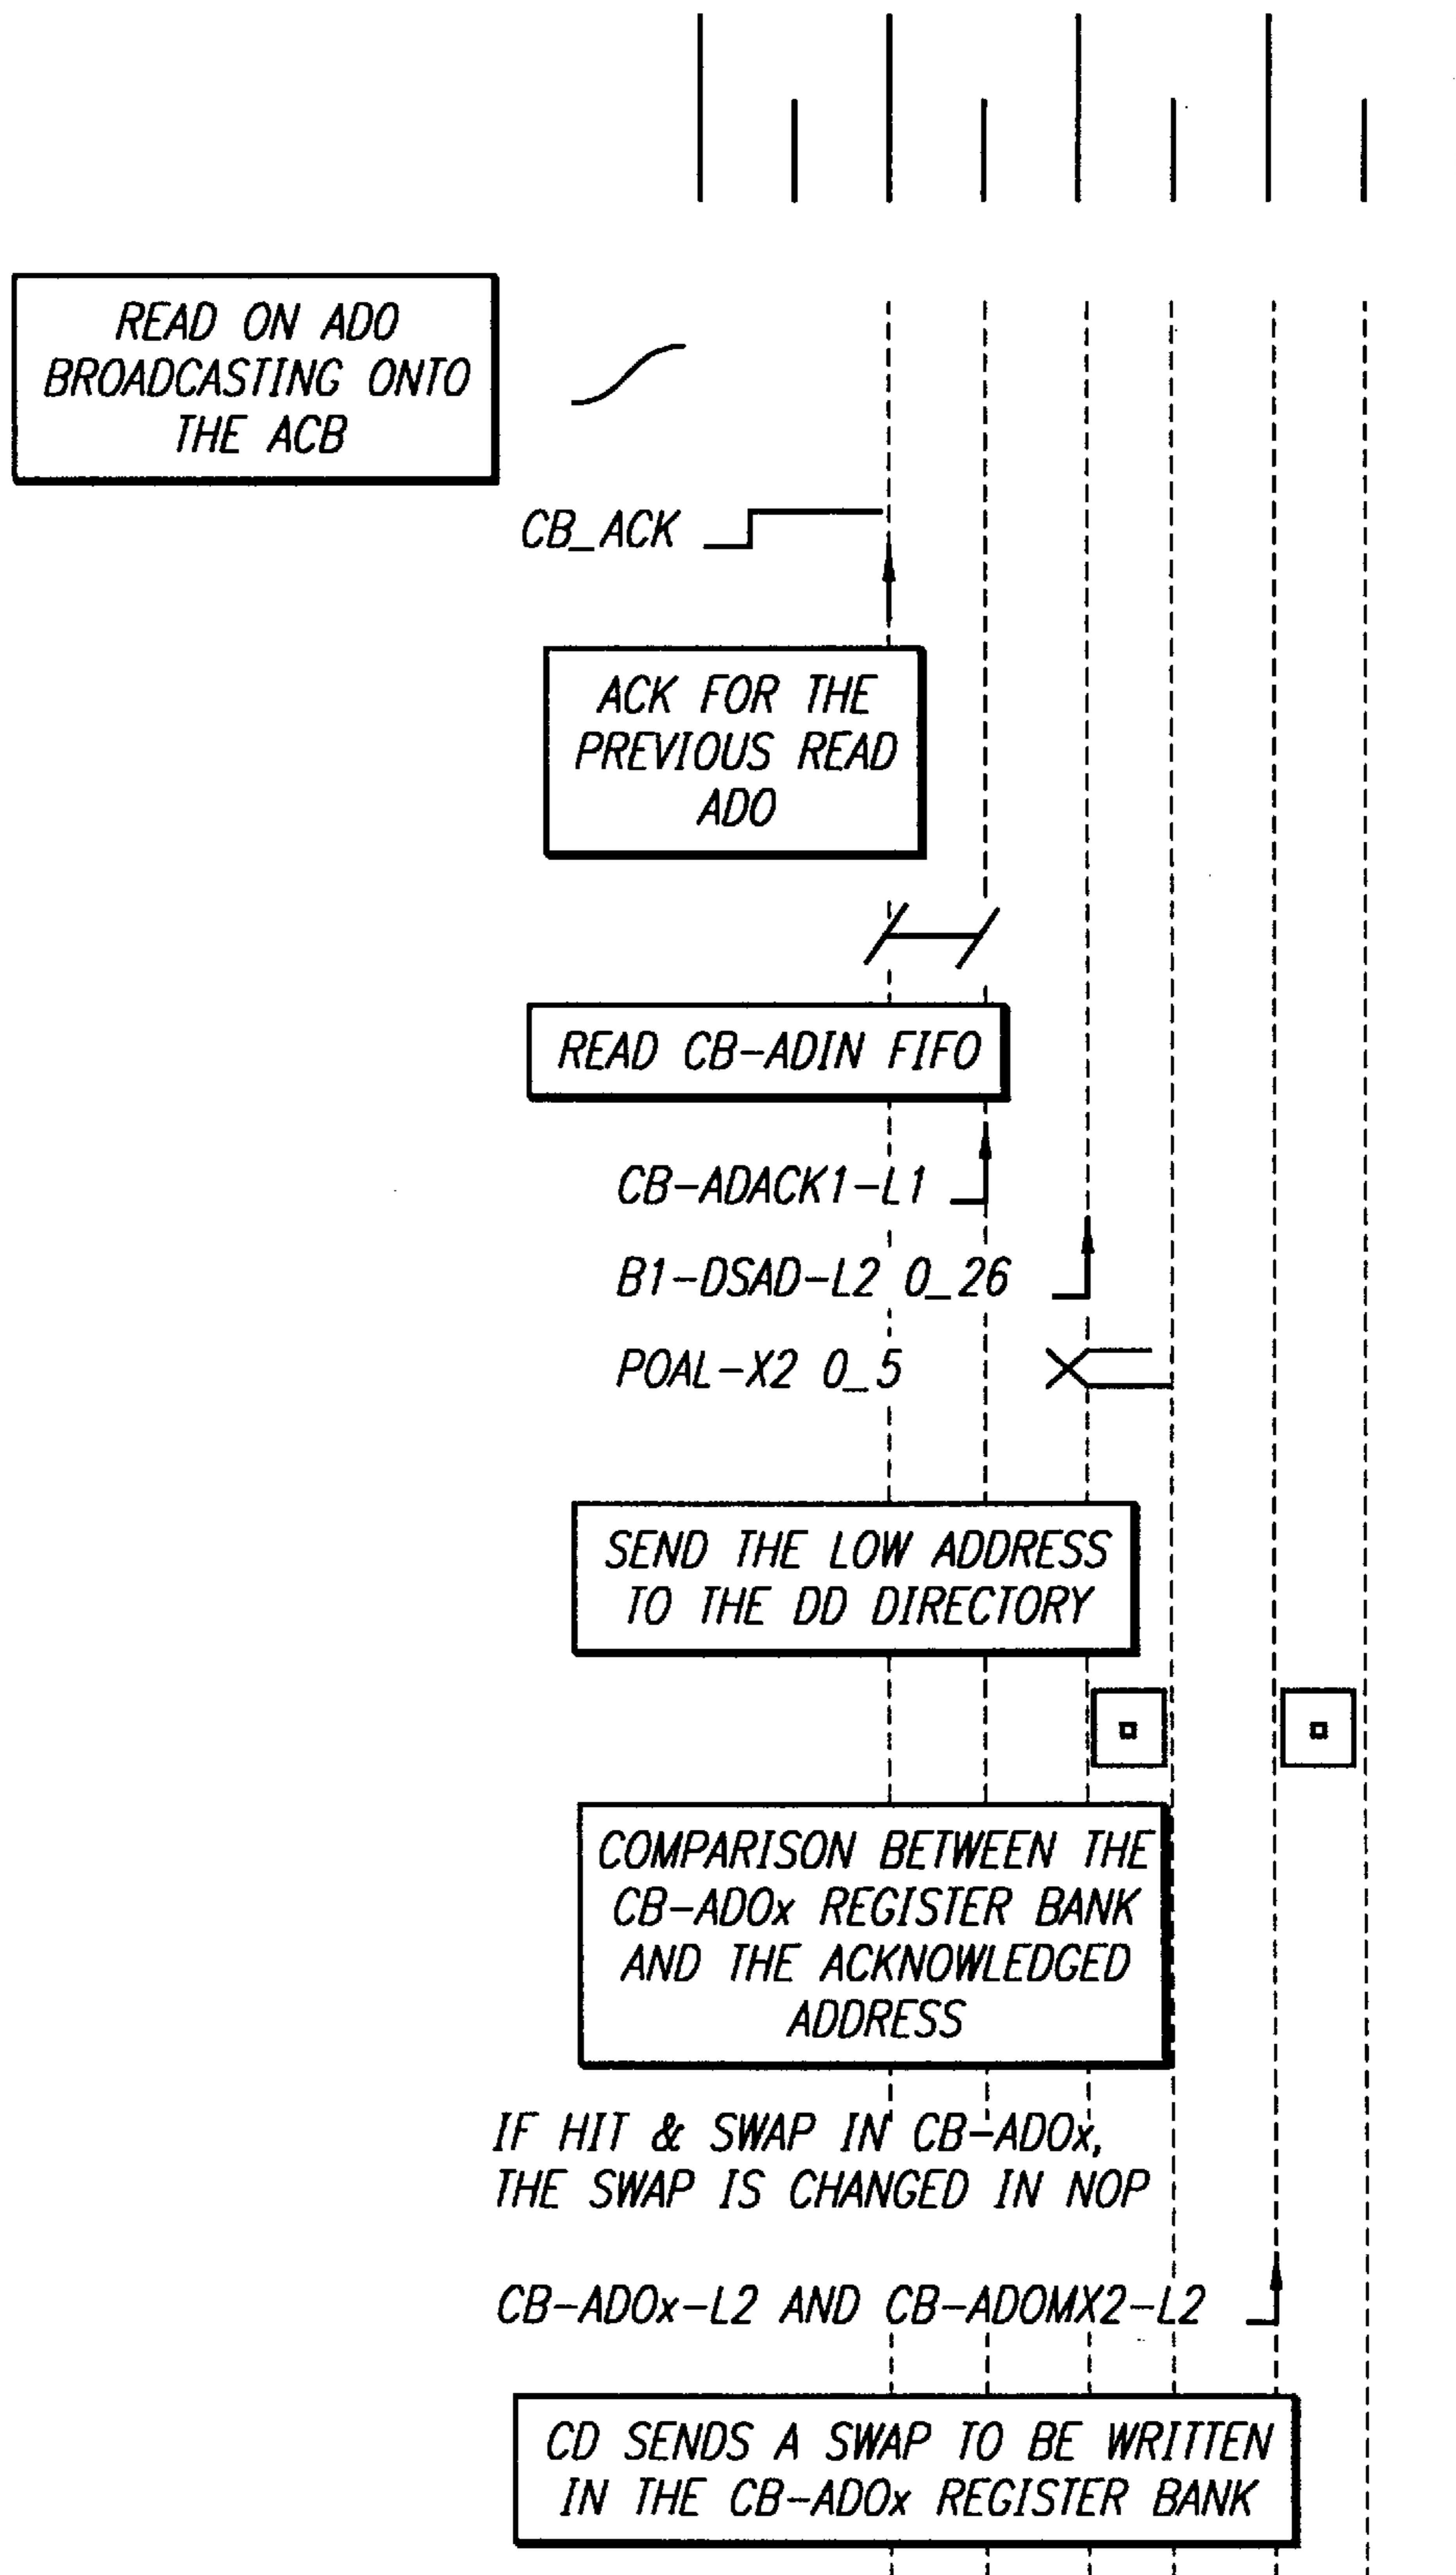 READ ON ADO
BROADCASTING ONTO
THE ACB
CB_ACK
ACK FOR THE
PREVIOUS READ
ADO
READ CB-ADIN FIFO
CB-ADACK1-L1
B1-DSAD-L2 0_26
POAL-X2 0_5
SEND THE LOW ADDRESS
TO THE DD DIRECTORY
COMPARISON BETWEEN THE
CB-ADOx REGISTER BANK
AND THE ACKNOWLEDGED
ADDRESS
IF HIT & SWAP IN CB-ADOx,
THE SWAP IS CHANGED IN NOP
CB-ADOx-L2 AND CB-ADOMX2-L2
CD SENDS A SWAP TO BE WRITTEN
IN THE CB-ADOx REGISTER BANK